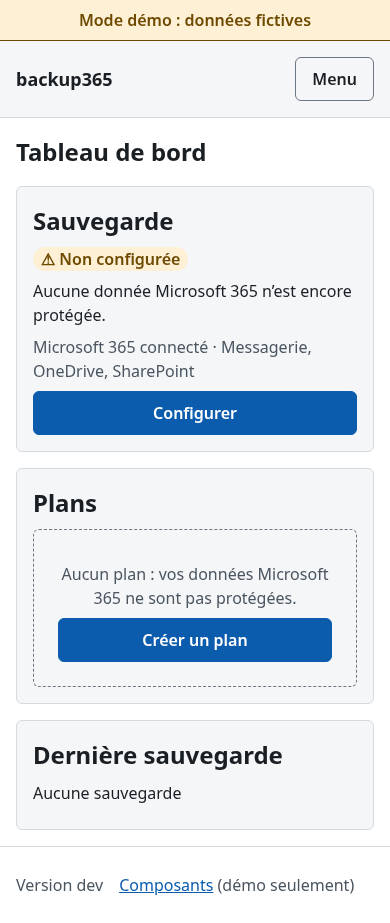 Mode démo : données fictives
backup365
Menu
Tableau de bord
Sauvegarde
⚠ Non configurée
Aucune donnée Microsoft 365 n’est encore
protégée.
Microsoft 365 connecté · Messagerie,
OneDrive, SharePoint
Configurer
Plans
Aucun plan : vos données Microsoft
365 ne sont pas protégées.
Créer un plan
Dernière sauvegarde
Aucune sauvegarde
Version dev Composants (démo seulement)